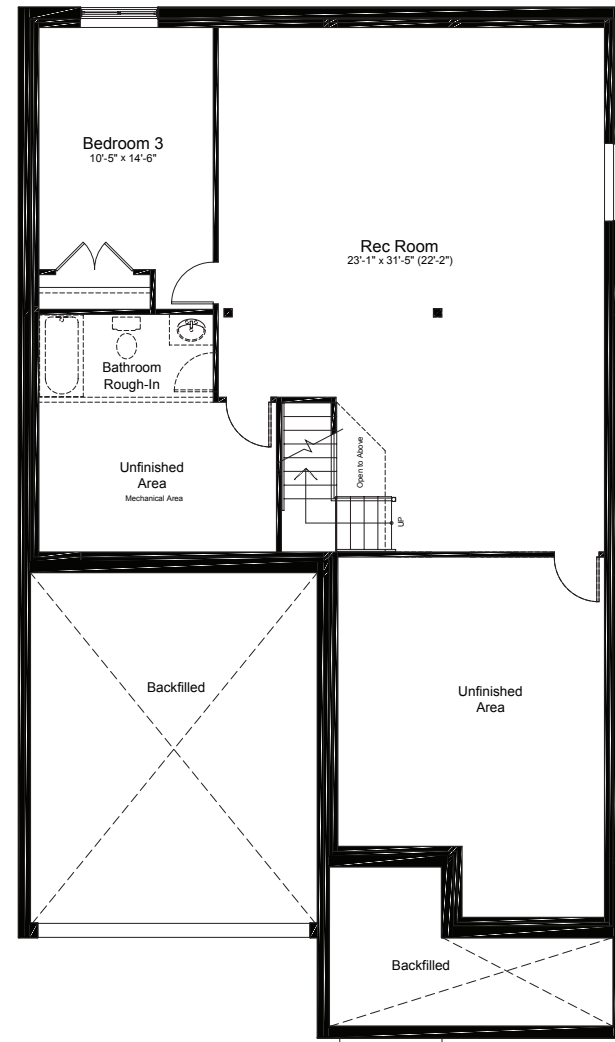 Bedroom 3
10'-5" x 14'-6"
Rec Room
23'-1" x 31'-5" (22'-2")
Bathroom
Rough-In
Unfinished
Area
Mechanical Area
Open to Above
UP
Backfilled
Unfinished
Area
Backfilled